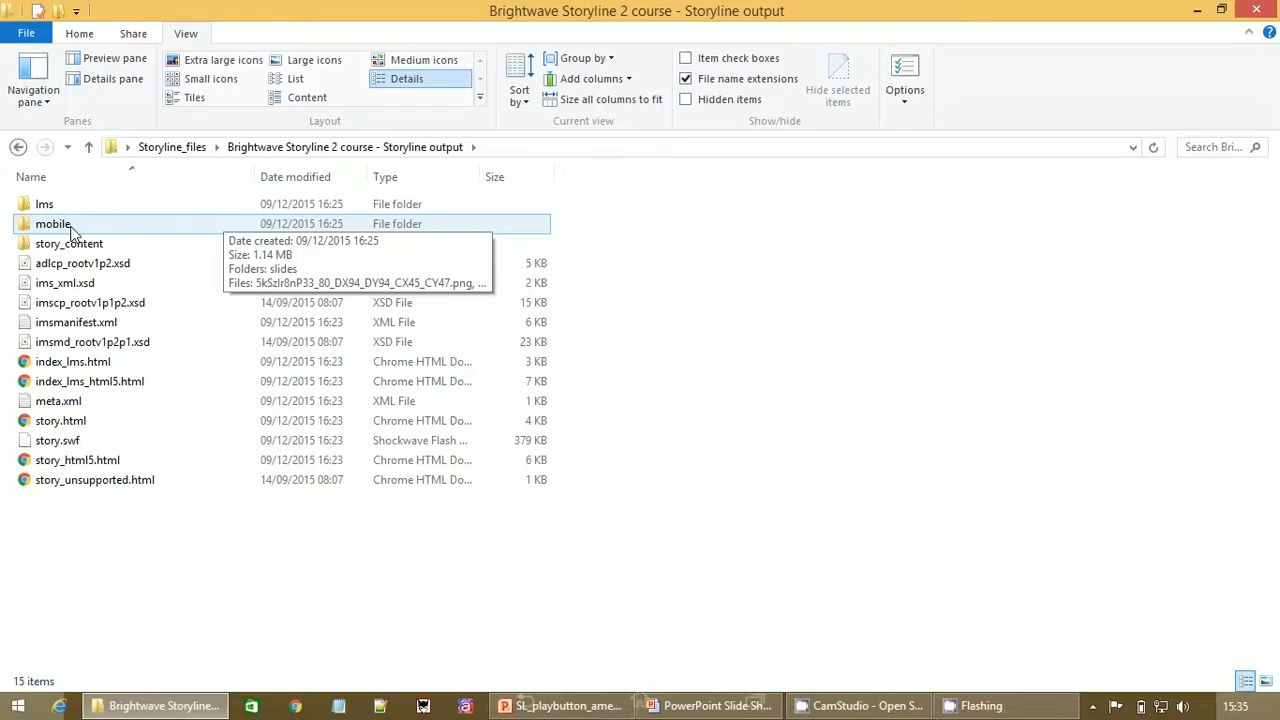 Brightwave Storyline 2 course - Storyline output
File Home Share View
Preview pane Extra large icons Large icons Medium icons Group by Item check boxes
Details pane Small icons List Details Add columns File name extensions
Navigation pane Tiles Content Sort by Size all columns to fit Hidden items Hide selected items Options
Panes Layout Current view Show/hide
Storyline_files Brightwave Storyline 2 course - Storyline output Search Bri...
Name Date modified Type Size
lms 09/12/2015 16:25 File folder
mobile 09/12/2015 16:25 File folder
story_content
Date created: 09/12/2015 16:25
Size: 1.14 MB
Folders: slides
Files: 5kSzlr8nP33_80_DX94_DY94_CX45_CY47.png, ...
adlcp_rootv1p2.xsd 5 KB
ims_xml.xsd 2 KB
imscp_rootv1p1p2.xsd 14/09/2015 08:07 XSD File 15 KB
imsmanifest.xml 09/12/2015 16:23 XML File 6 KB
imsmd_rootv1p2p1.xsd 14/09/2015 08:07 XSD File 23 KB
index_lms.html 09/12/2015 16:23 Chrome HTML Do... 3 KB
index_lms_html5.html 09/12/2015 16:23 Chrome HTML Do... 7 KB
meta.xml 09/12/2015 16:23 XML File 1 KB
story.html 09/12/2015 16:23 Chrome HTML Do... 4 KB
story.swf 09/12/2015 16:23 Shockwave Flash ... 379 KB
story_html5.html 09/12/2015 16:23 Chrome HTML Do... 6 KB
story_unsupported.html 14/09/2015 08:07 Chrome HTML Do... 1 KB
15 items
Brightwave Storyline... SL_playbutton_ame... PowerPoint Slide Sh... CamStudio - Open S... Flashing 15:35